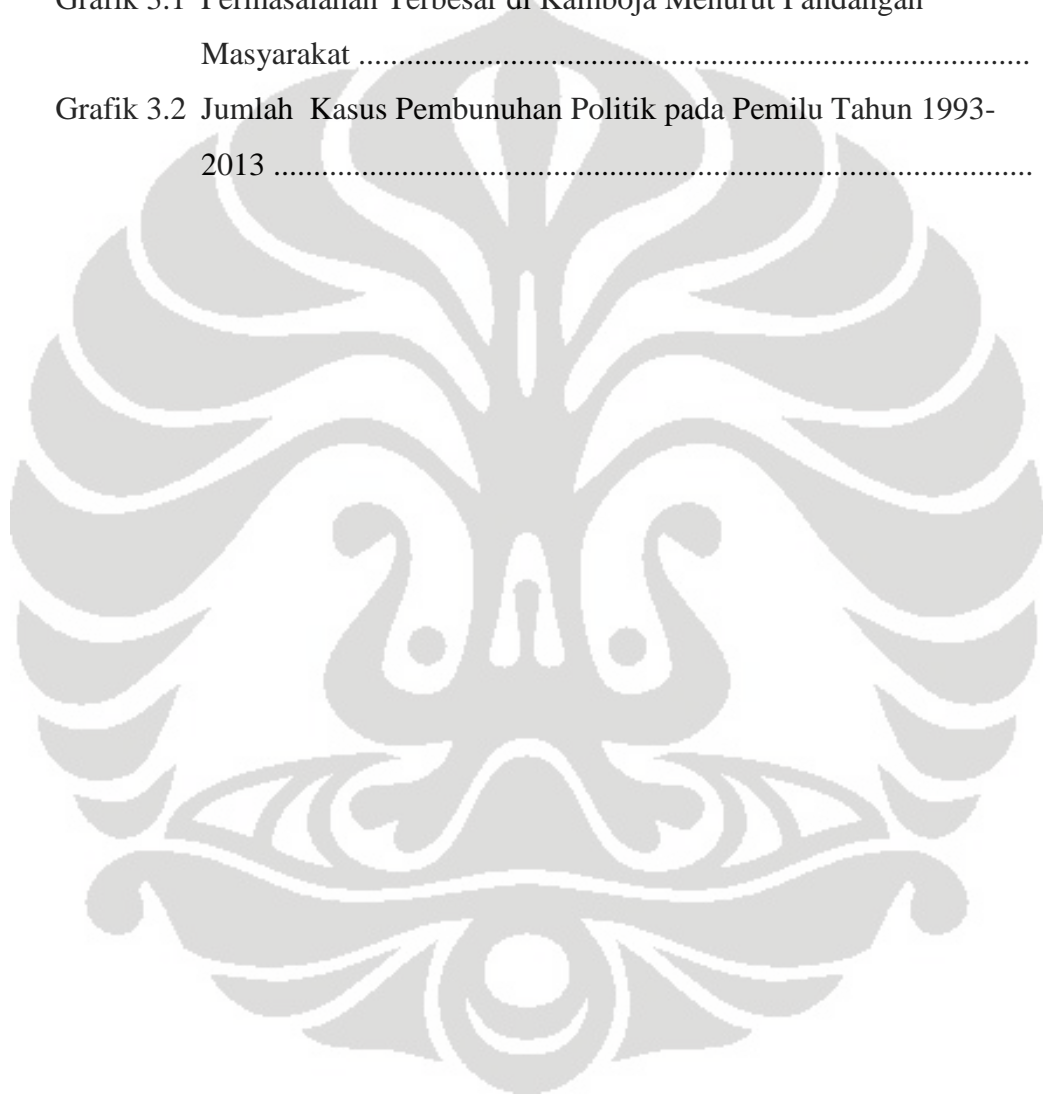 Grafik 3.1 Permasalahan Terbesar di Kamboja Menurut Pandangan
Masyarakat .....................................................................................
Grafik 3.2 Jumlah Kasus Pembunuhan Politik pada Pemilu Tahun 1993-
2013 ................................................................................................